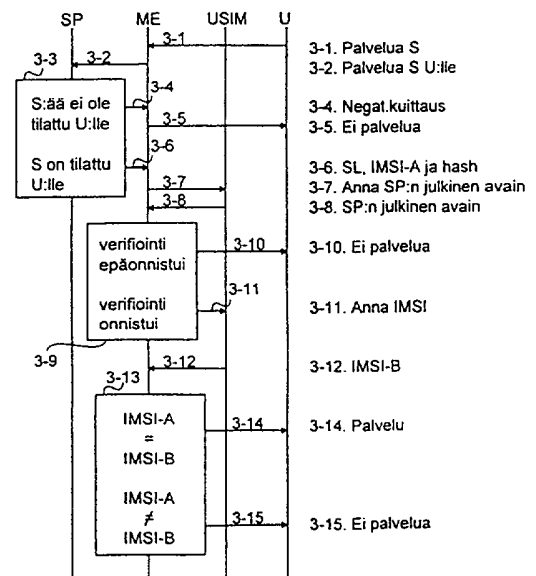 SP ME USIM U
3-1 3-1. Palvelua S
3-3 3-2 3-2. Palvelua S U:lle
S:ää ei ole
tilattu U:lle
3-4 3-4. Negat.kuittaus
3-5 3-5. Ei palvelua
S on tilattu
U:lle
3-6 3-6. SL, IMSI-A ja hash
3-7 3-7. Anna SP:n julkinen avain
3-8 3-8. SP:n julkinen avain
verifiointi
epäonnistui
3-10 3-10. Ei palvelua
verifiointi
onnistui
3-11 3-11. Anna IMSI
3-9
3-12 3-12. IMSI-B
3-13
IMSI-A
=
IMSI-B
3-14 3-14. Palvelu
IMSI-A
≠
IMSI-B
3-15 3-15. Ei palvelua